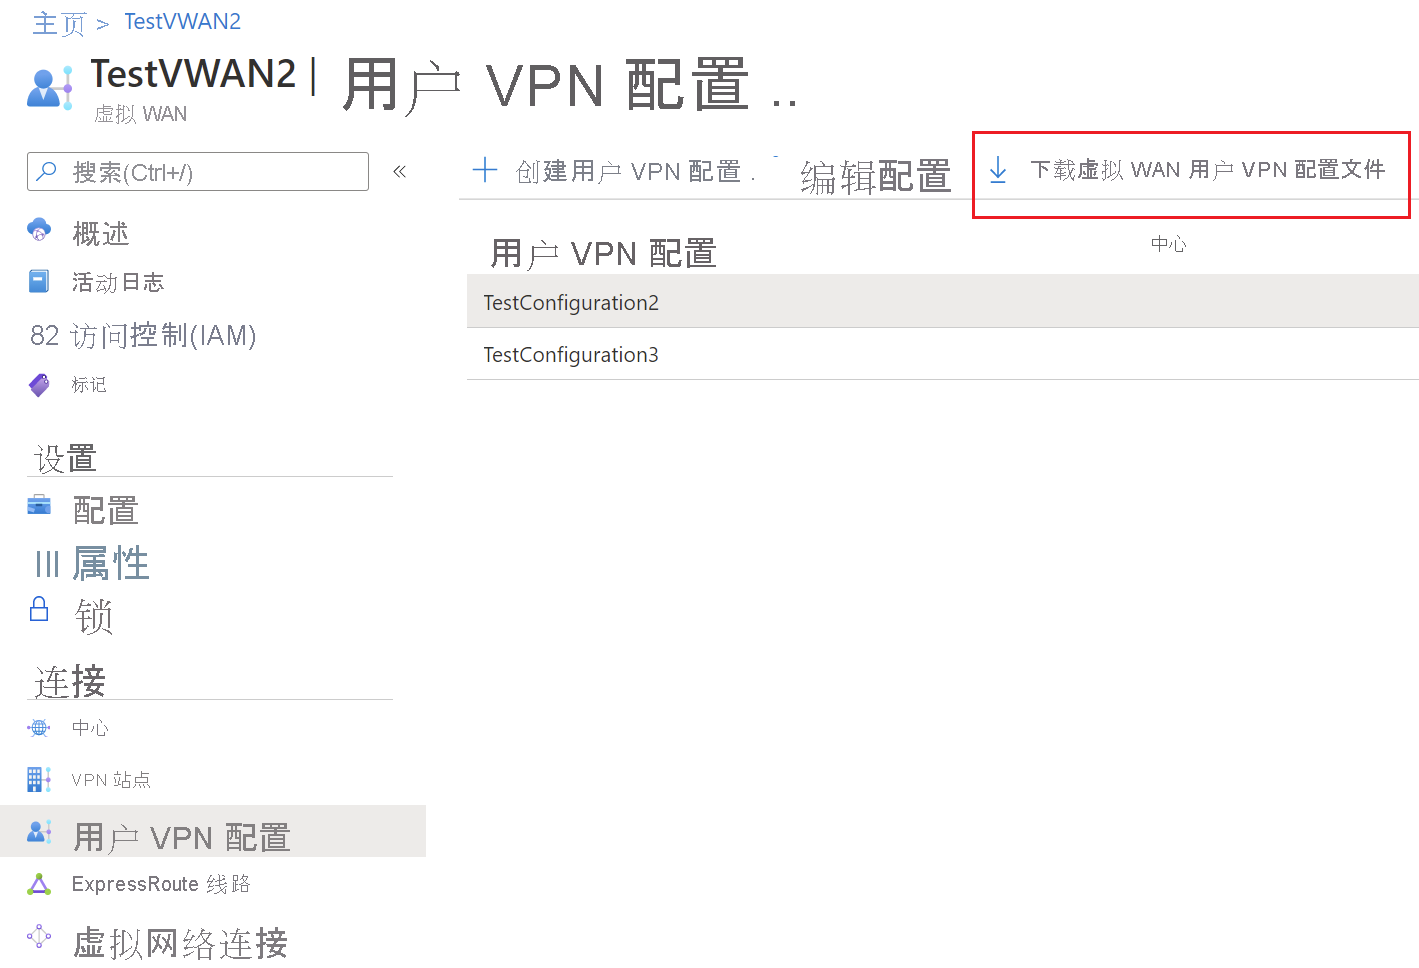 主页 > TestVWAN2
TestVWAN2 | 用户 VPN 配置 ..
虚拟 WAN
搜索(Ctrl+/) «
+ 创建用户 VPN 配置 . 编辑配置 下载虚拟 WAN 用户 VPN 配置文件
用户 VPN 配置 中心
TestConfiguration2
TestConfiguration3
概述
活动日志
82 访问控制(IAM)
标记
设置
配置
III 属性
锁
连接
中心
VPN 站点
用户 VPN 配置
ExpressRoute 线路
虚拟网络连接